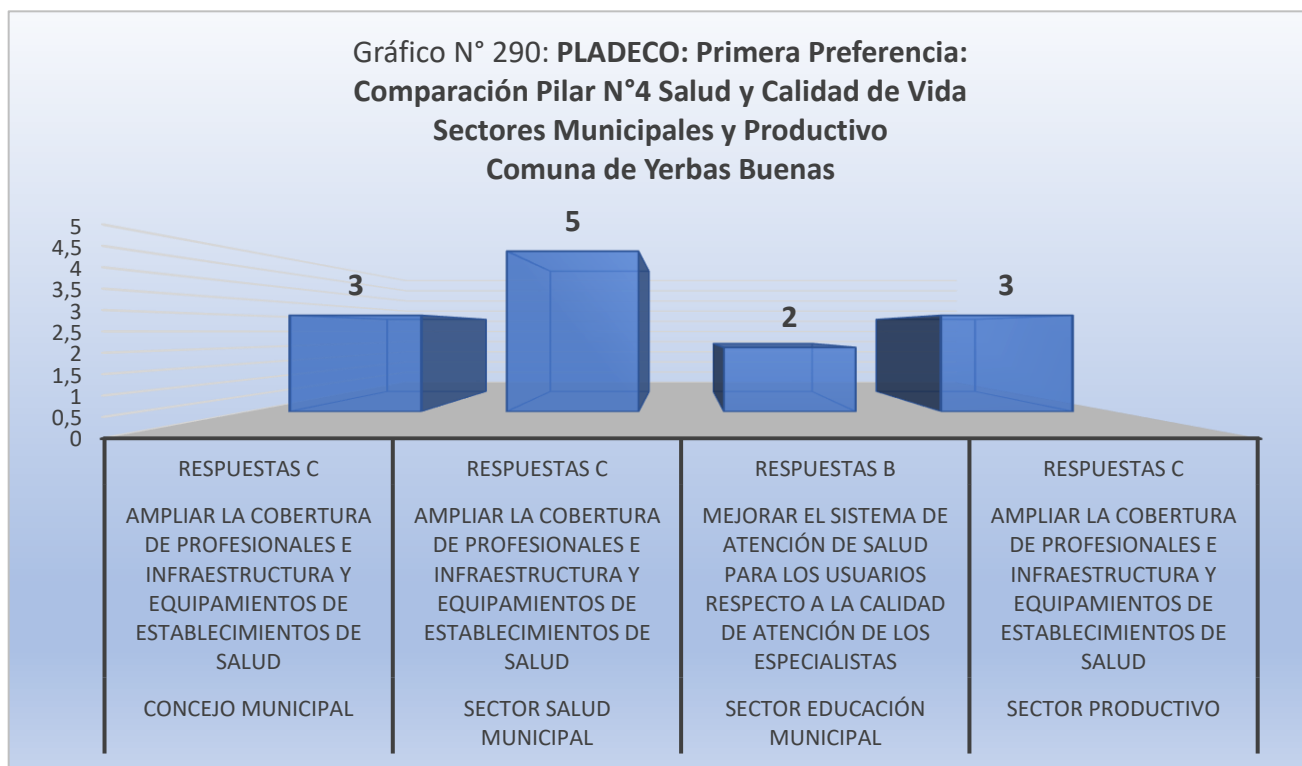 Gráfico N° 290: PLADECO: Primera Preferencia:
Comparación Pilar N°4 Salud y Calidad de Vida
Sectores Municipales y Productivo
Comuna de Yerbas Buenas
5
4,5
4
3,5
3
2,5
2
1,5
1
0,5
0
3
5
2
3
RESPUESTAS C
AMPLIAR LA COBERTURA
DE PROFESIONALES E
INFRAESTRUCTURA Y
EQUIPAMIENTOS DE
ESTABLECIMIENTOS DE
SALUD
CONCEJO MUNICIPAL
RESPUESTAS C
AMPLIAR LA COBERTURA
DE PROFESIONALES E
INFRAESTRUCTURA Y
EQUIPAMIENTOS DE
ESTABLECIMIENTOS DE
SALUD
SECTOR SALUD
MUNICIPAL
RESPUESTAS B
MEJORAR EL SISTEMA DE
ATENCIÓN DE SALUD
PARA LOS USUARIOS
RESPECTO A LA CALIDAD
DE ATENCIÓN DE LOS
ESPECIALISTAS
SECTOR EDUCACIÓN
MUNICIPAL
RESPUESTAS C
AMPLIAR LA COBERTURA
DE PROFESIONALES E
INFRAESTRUCTURA Y
EQUIPAMIENTOS DE
ESTABLECIMIENTOS DE
SALUD
SECTOR PRODUCTIVO